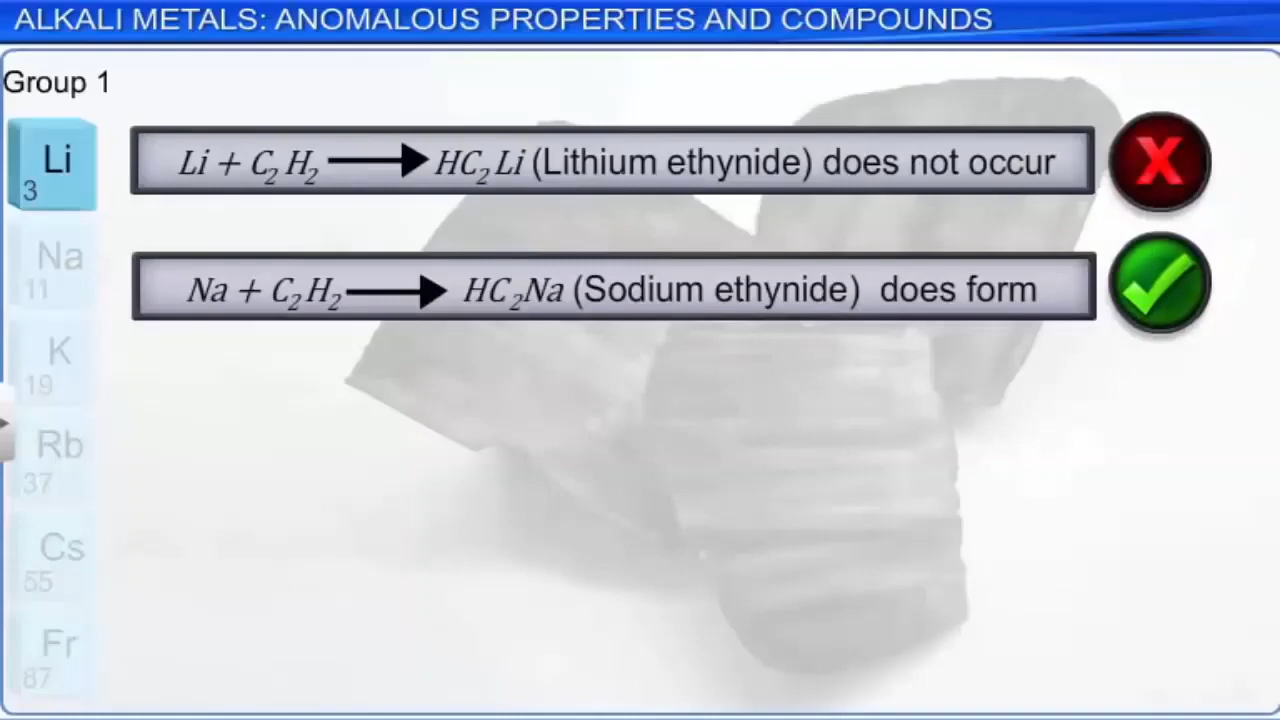 ALKALI METALS: ANOMALOUS PROPERTIES AND COMPOUNDS
Group 1
Li
3
Li + C₂H₂ ⟶ HC₂Li (Lithium ethynide) does not occur
X
Na
11
Na + C₂H₂ ⟶ HC₂Na (Sodium ethynide) does form
K
19
Rb
37
Cs
55
Fr
87